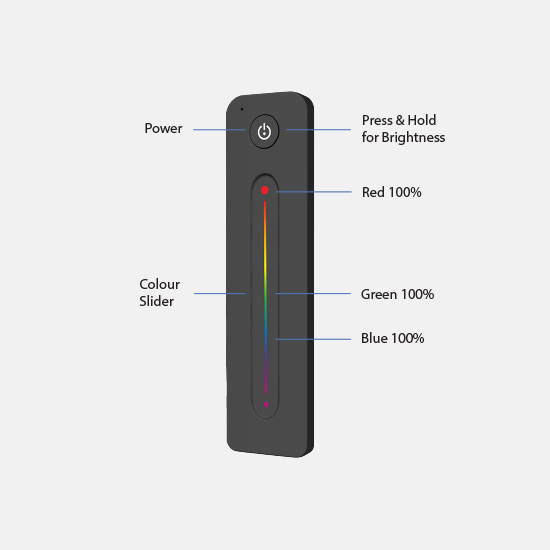 Power
Press & Hold
for Brightness
Red 100%
Colour
Slider
Green 100%
Blue 100%